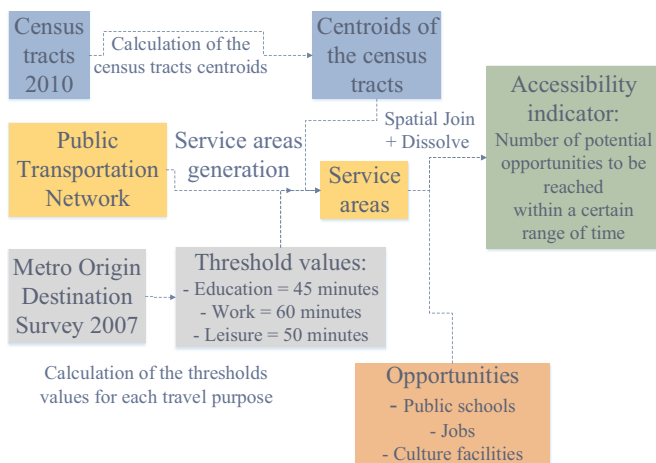 Census
tracts
2010
Calculation of the
census tracts centroids
Centroids of
the census
tracts
Public
Transportation
Network
Service areas
generation
Service
areas
Spatial Join
+ Dissolve
Accessibility
indicator:
Number of potential
opportunities to be
reached
within a certain
range of time
Metro Origin
Destination
Survey 2007
Threshold values:
- Education = 45 minutes
- Work = 60 minutes
- Leisure = 50 minutes
Calculation of the thresholds
values for each travel purpose
Opportunities
- Public schools
- Jobs
- Culture facilities